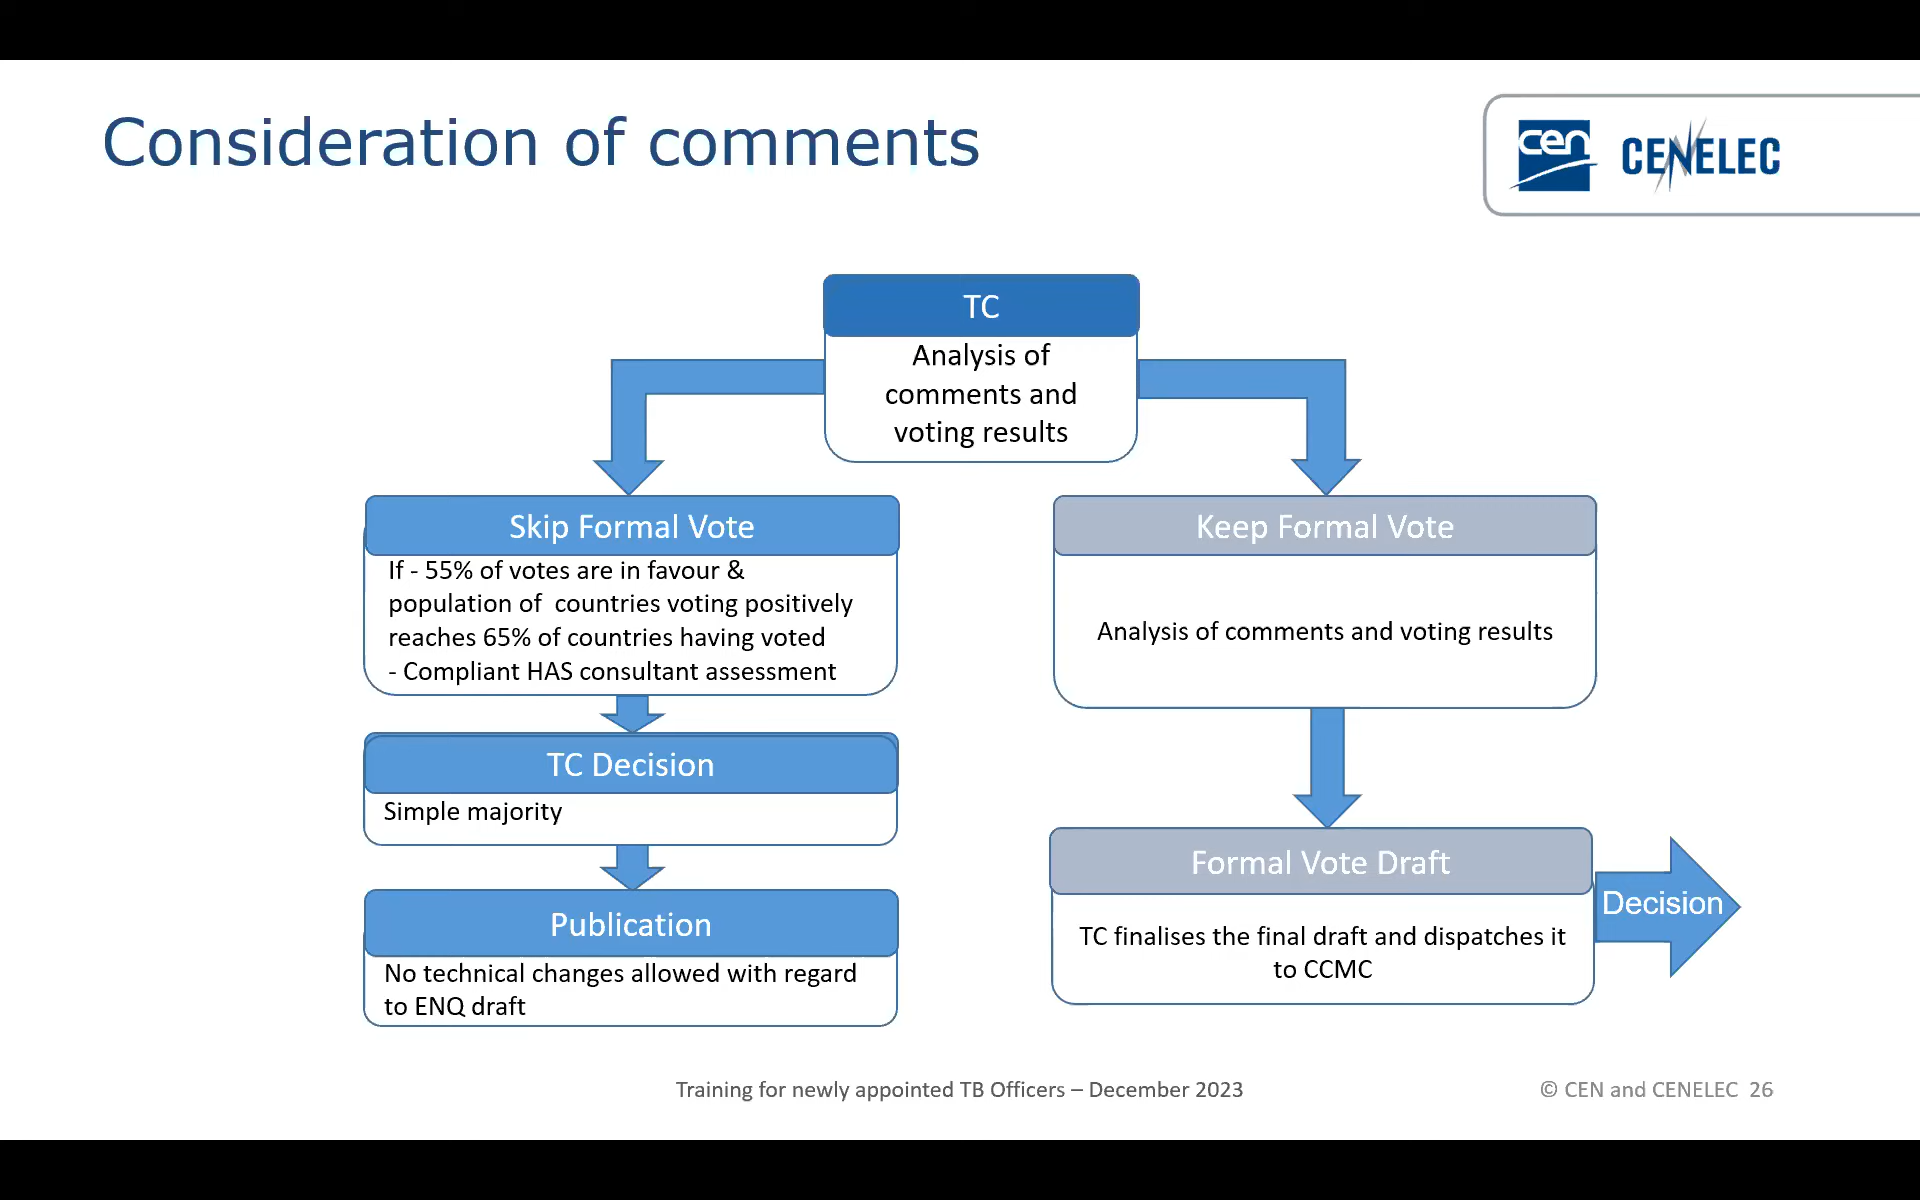 Consideration of comments
cen
CENELEC
TC
Analysis of
comments and
voting results
Skip Formal Vote
If - 55% of votes are in favour &
population of  countries voting positively
reaches 65% of countries having voted
- Compliant HAS consultant assessment
TC Decision
Simple majority
Publication
No technical changes allowed with regard
to ENQ draft
Keep Formal Vote
Analysis of comments and voting results
Formal Vote Draft
TC finalises the final draft and dispatches it
to CCMC
Decision
Training for newly appointed TB Officers – December 2023
© CEN and CENELEC  26